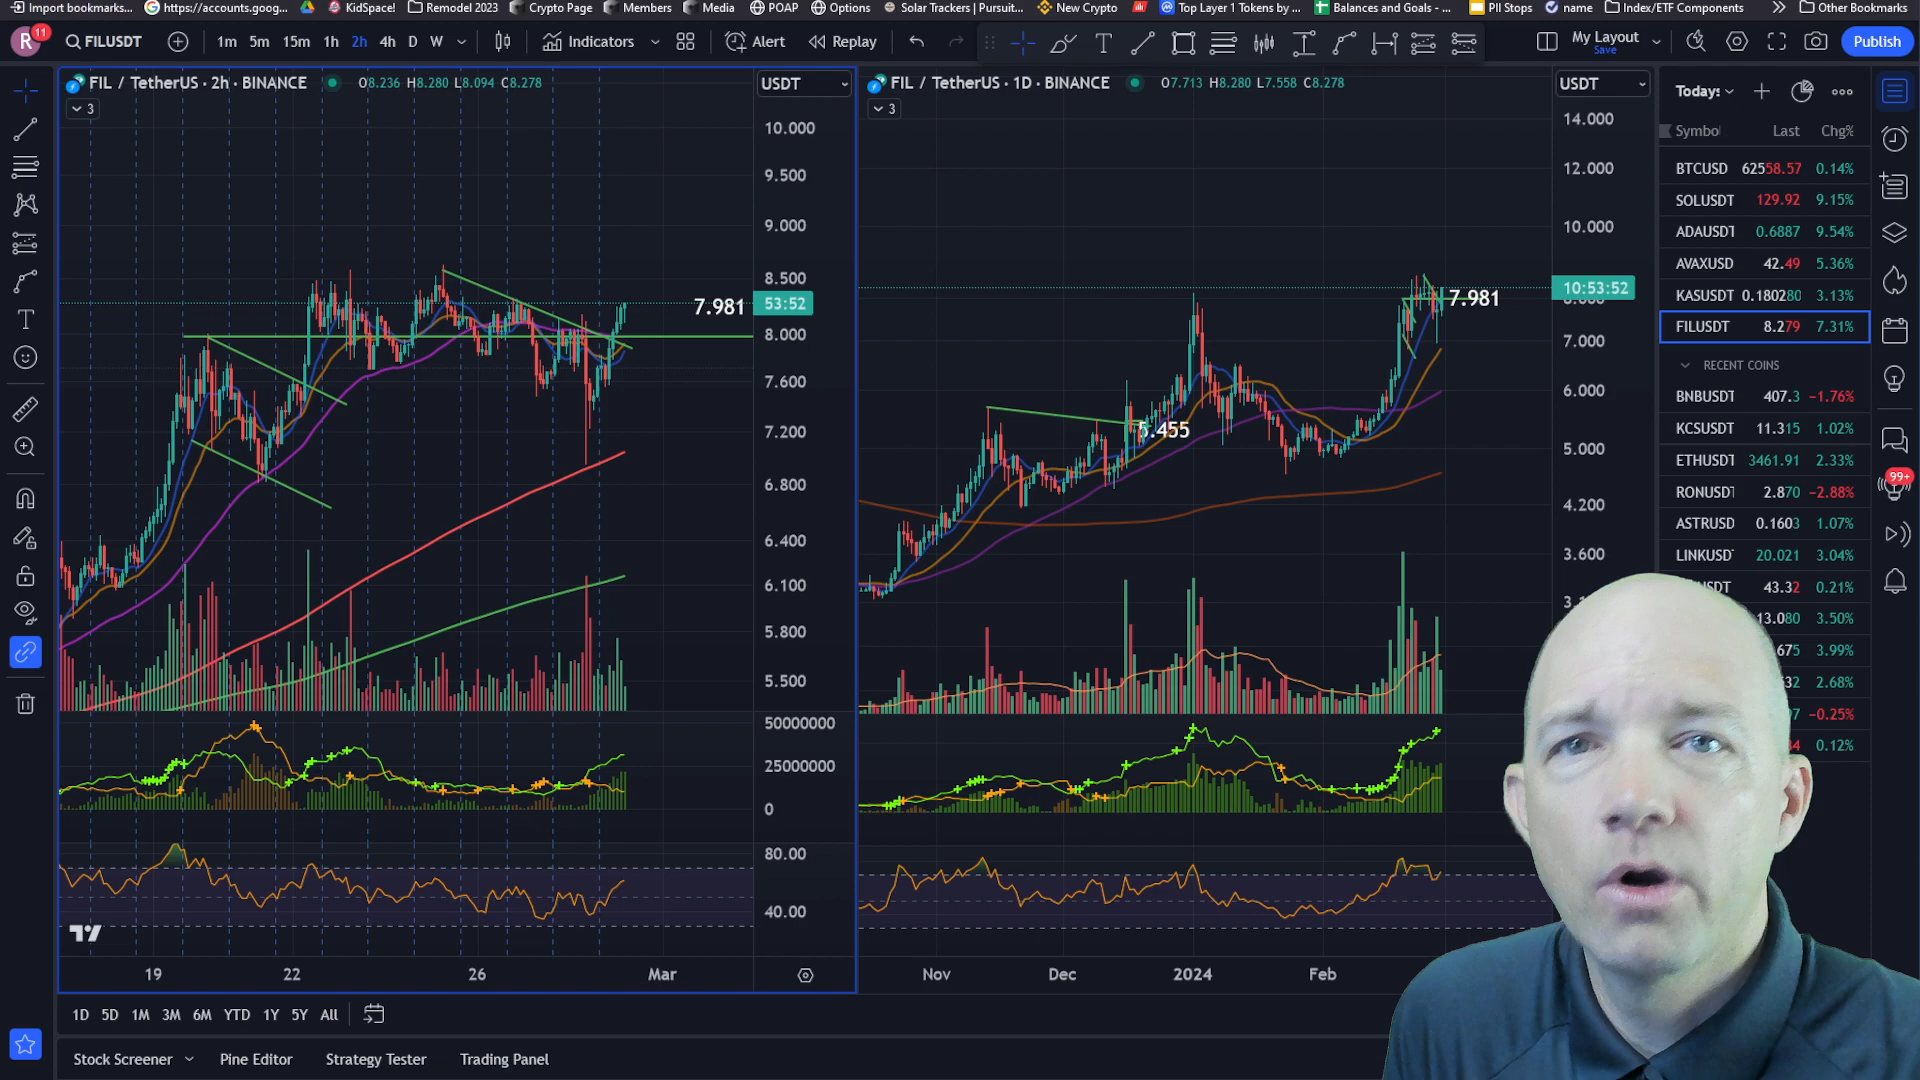 Import bookmarks... https://accounts.goog... KidSpace! Remodel 2023 Crypto Page Members Media POAP Options Solar Trackers | Pursuit... New Crypto Top Layer 1 Tokens by ... Balances and Goals -... PII Stops name Index/ETF Components Other Bookmarks
R 11 FILUSDT 1m 5m 15m 1h 2h 4h D W Indicators Alert Replay My Layout Save Publish
FIL / TetherUS · 2h · BINANCE O8.236 H8.280 L8.094 C8.278 USDT
3
10.000
9.500
9.000
8.500
7.981 53:52
8.000
7.600
7.200
6.800
6.400
6.100
5.800
5.500
50000000
25000000
0
80.00
40.00
19 22 26 Mar
FIL / TetherUS · 1D · BINANCE O7.713 H8.280 L7.558 C8.278 USDT
3
14.000
12.000
10.000
10:53:52
8.000
7.981
7.000
6.000
5.455
5.000
4.200
3.600
Nov Dec 2024 Feb
Todays
Symbol Last Chg%
BTCUSD 62558.57 0.14%
SOLUSDT 129.92 9.15%
ADAUSDT 0.6887 9.54%
AVAXUSD 42.49 5.36%
KASUSDT 0.180280 3.13%
FILUSDT 8.279 7.31%
RECENT COINS
BNBUSDT 407.3 −1.76%
KCSUSDT 11.315 1.02%
ETHUSDT 3461.91 2.33%
RONUSDT 2.870 −2.88%
ASTRUSD 0.1603 1.07%
LINKUSD 20.021 3.04%
43.32 0.21%
13.080 3.50%
675 3.99%
2.68%
−0.25%
0.12%
99+
1D 5D 1M 3M 6M YTD 1Y 5Y All
Stock Screener Pine Editor Strategy Tester Trading Panel